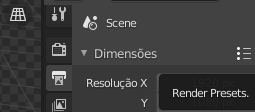 Scene
Dimensões
Resolução X
Y
Render Presets.